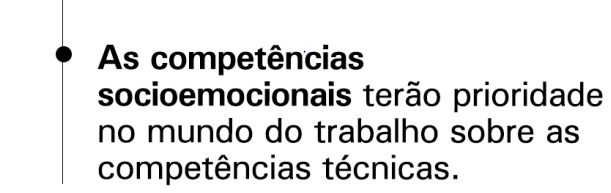 As competências
socioemocionais terão prioridade
no mundo do trabalho sobre as
competências técnicas.